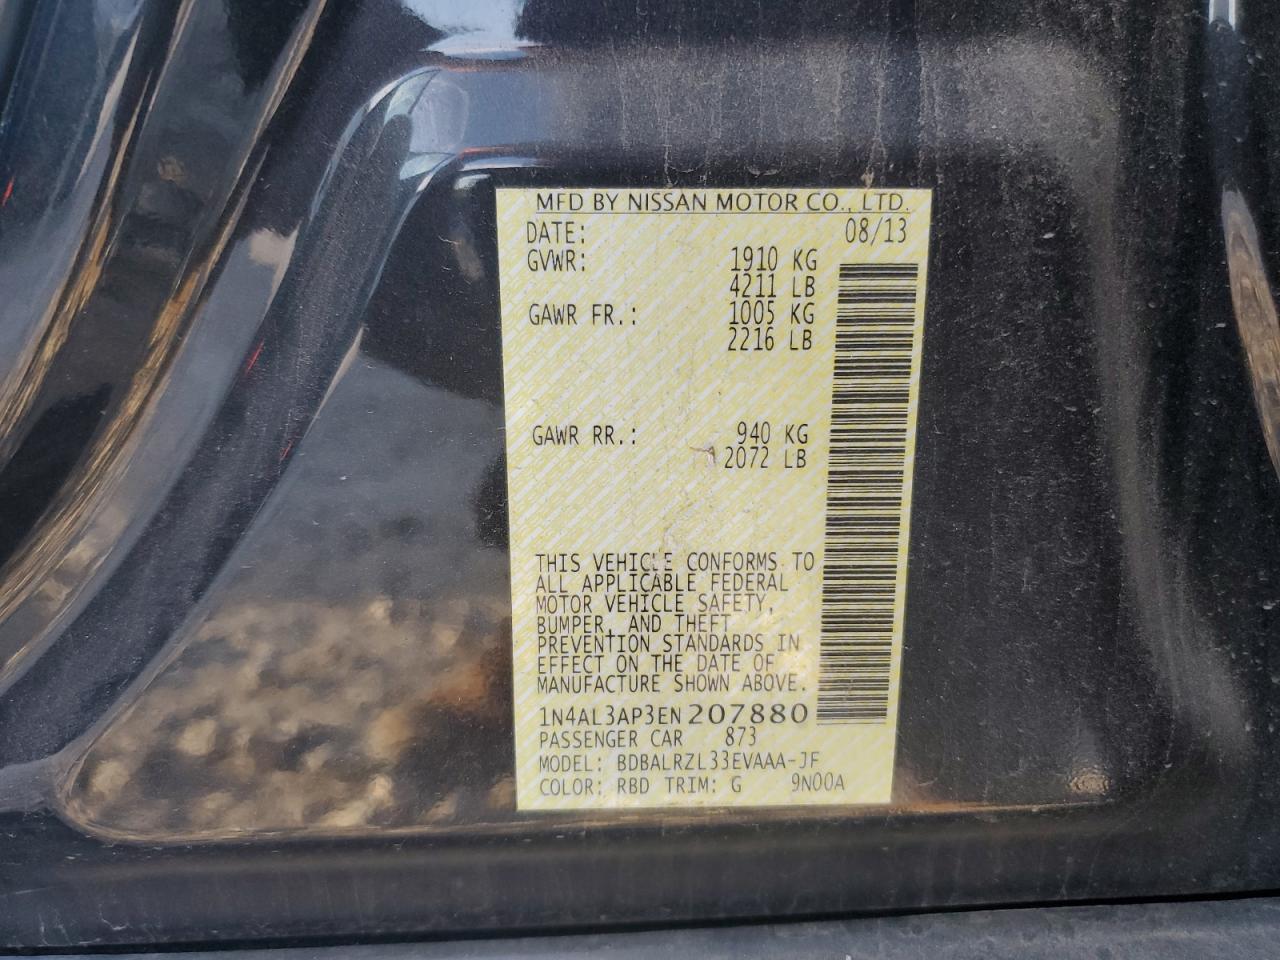 MFD BY NISSAN MOTOR CO., LTD.
DATE: 08/13
GVWR: 1910 KG
4211 LB
GAWR FR.: 1005 KG
2216 LB
GAWR RR.: 940 KG
2072 LB
THIS VEHICLE CONFORMS TO
ALL APPLICABLE FEDERAL
MOTOR VEHICLE SAFETY,
BUMPER, AND THEFT
PREVENTION STANDARDS IN
EFFECT ON THE DATE OF
MANUFACTURE SHOWN ABOVE.
1N4AL3AP3EN207880
PASSENGER CAR 873
MODEL: BDBALRZL33EVAAA-JF
COLOR: RBD TRIM: G 9N00A